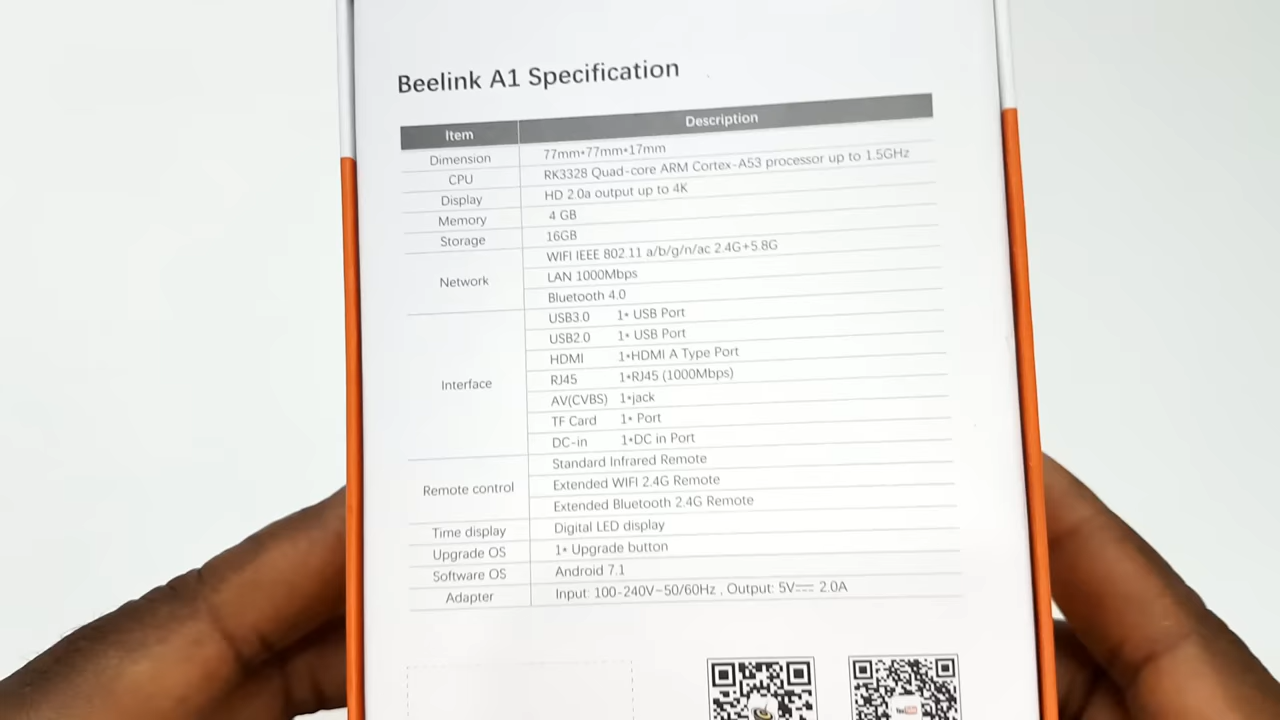 Beelink A1 Specification
Item Description
Dimension 77mm*77mm*17mm
CPU RK3328 Quad-core ARM Cortex-A53 processor up to 1.5GHz
Display HD 2.0a output up to 4K
Memory 4 GB
Storage 16GB
Network WIFI IEEE 802.11 a/b/g/n/ac 2.4G+5.8G
LAN 1000Mbps
Bluetooth 4.0
Interface USB3.0 1* USB Port
USB2.0 1* USB Port
HDMI 1*HDMI A Type Port
RJ45 1*RJ45 (1000Mbps)
AV(CVBS) 1*jack
TF Card 1* Port
DC-in 1*DC in Port
Remote control Standard Infrared Remote
Extended WIFI 2.4G Remote
Extended Bluetooth 2.4G Remote
Time display Digital LED display
Upgrade OS 1* Upgrade button
Software OS Android 7.1
Adapter Input: 100-240V~50/60Hz , Output: 5V⎓ 2.0A
YouTube